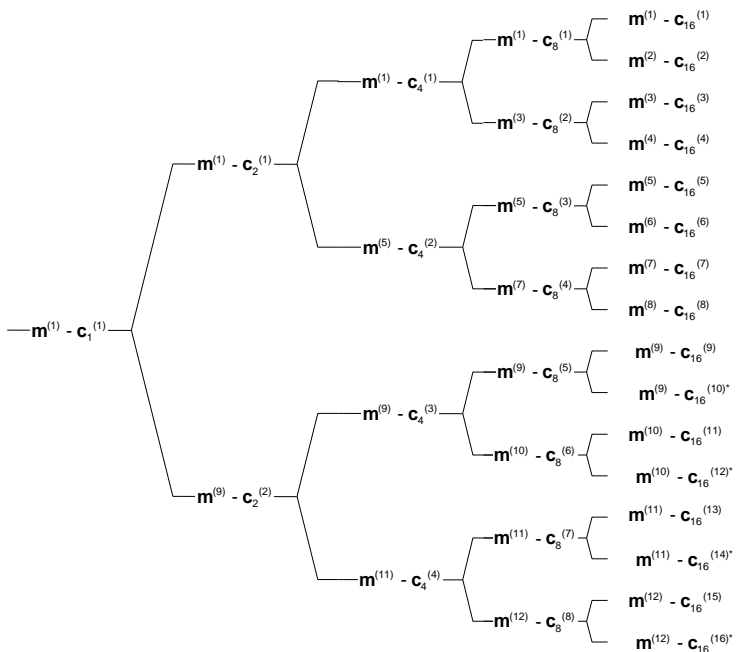 m(1) - c16(1)
m(1) - c8(1)
m(2) - c16(2)
m(1) - c4(1)
m(3) - c16(3)
m(3) - c8(2)
m(4) - c16(4)
m(1) - c2(1)
m(5) - c16(5)
m(5) - c8(3)
m(6) - c16(6)
m(5) - c4(2)
m(7) - c16(7)
m(7) - c8(4)
m(8) - c16(8)
m(1) - c1(1)
m(9) - c16(9)
m(9) - c8(5)
m(9) - c16(10)*
m(9) - c4(3)
m(10) - c16(11)
m(10) - c8(6)
m(10) - c16(12)*
m(9) - c2(2)
m(11) - c16(13)
m(11) - c8(7)
m(11) - c16(14)*
m(11) - c4(4)
m(12) - c16(15)
m(12) - c8(8)
m(12) - c16(16)*